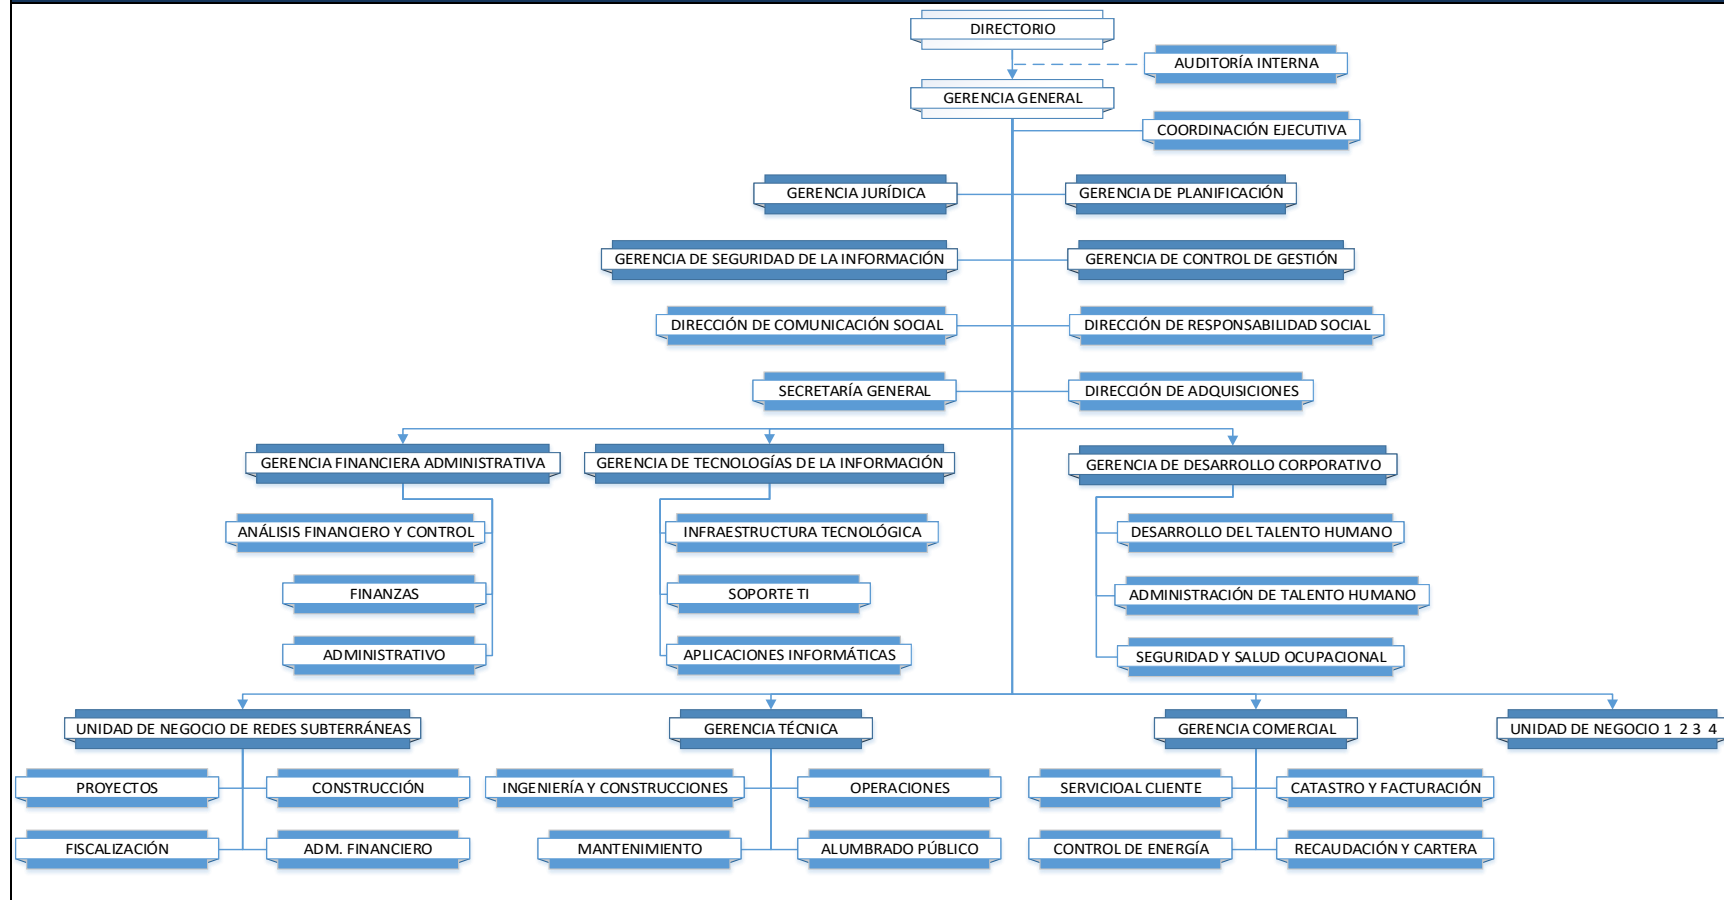 DIRECTORIO
AUDITORÍA INTERNA
GERENCIA GENERAL
COORDINACIÓN EJECUTIVA
GERENCIA JURÍDICA
GERENCIA DE PLANIFICACIÓN
GERENCIA DE SEGURIDAD DE LA INFORMACIÓN
GERENCIA DE CONTROL DE GESTIÓN
DIRECCIÓN DE COMUNICACIÓN SOCIAL
DIRECCIÓN DE RESPONSABILIDAD SOCIAL
SECRETARÍA GENERAL
DIRECCIÓN DE ADQUISICIONES
GERENCIA FINANCIERA ADMINISTRATIVA
GERENCIA DE TECNOLOGÍAS DE LA INFORMACIÓN
GERENCIA DE DESARROLLO CORPORATIVO
ANÁLISIS FINANCIERO Y CONTROL
INFRAESTRUCTURA TECNOLÓGICA
DESARROLLO DEL TALENTO HUMANO
FINANZAS
SOPORTE TI
ADMINISTRACIÓN DE TALENTO HUMANO
ADMINISTRATIVO
APLICACIONES INFORMÁTICAS
SEGURIDAD Y SALUD OCUPACIONAL
UNIDAD DE NEGOCIO DE REDES SUBTERRÁNEAS
GERENCIA TÉCNICA
GERENCIA COMERCIAL
UNIDAD DE NEGOCIO 1 2 3 4
PROYECTOS
CONSTRUCCIÓN
INGENIERÍA Y CONSTRUCCIONES
OPERACIONES
SERVICIOAL CLIENTE
CATASTRO Y FACTURACIÓN
FISCALIZACIÓN
ADM. FINANCIERO
MANTENIMIENTO
ALUMBRADO PÚBLICO
CONTROL DE ENERGÍA
RECAUDACIÓN Y CARTERA